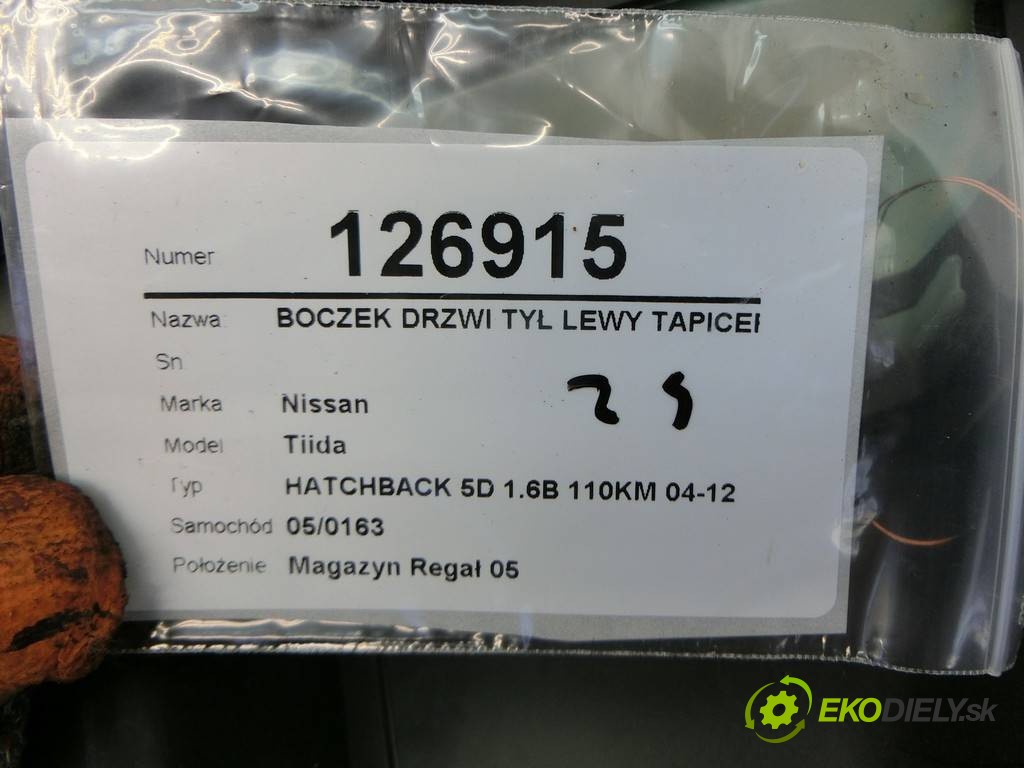 Numer 126915
Nazwa BOCZEK DRZWI TYŁ LEWY
Sn
Marka Nissan
Model Tiida
Typ HATCHBACK 5D 1.6B 110KM 04-12
Samochód 05/0163
Położenie Magazyn Regał 05
EKODIELY.sk